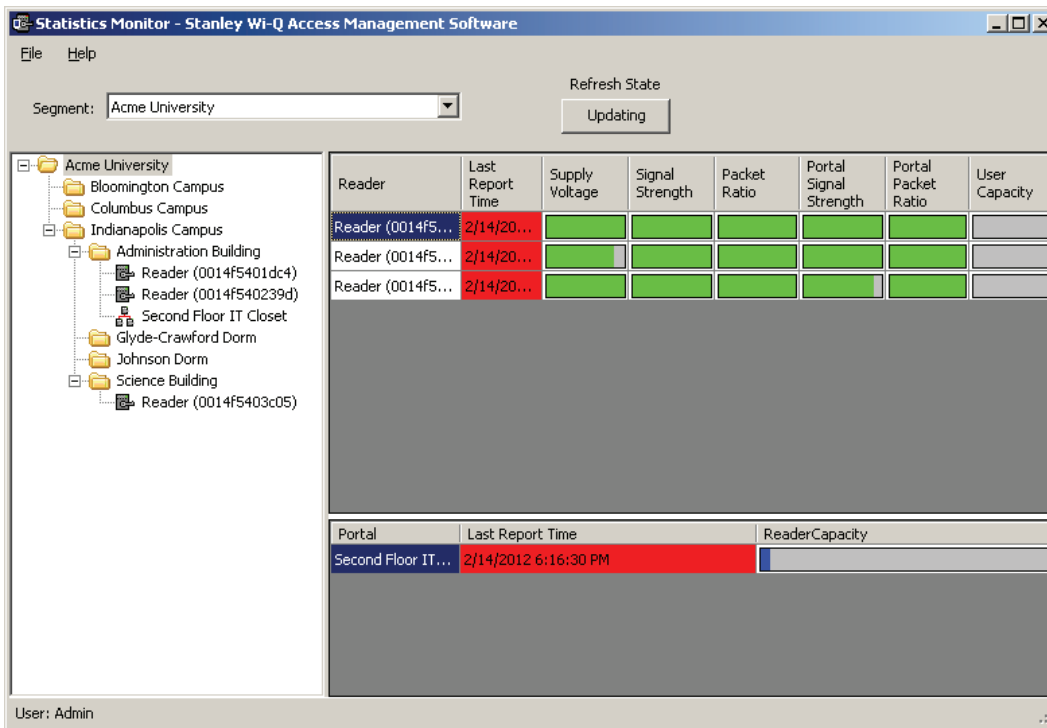 Statistics Monitor - Stanley Wi-Q Access Management Software
File Help
Refresh State
Segment: Acme University
Updating
Acme University
Bloomington Campus
Columbus Campus
Indianapolis Campus
Administration Building
Reader (0014f5401dc4)
Reader (0014f540239d)
Second Floor IT Closet
Glyde-Crawford Dorm
Johnson Dorm
Science Building
Reader (0014f5403c05)
Reader Last Report Time Supply Voltage Signal Strength Packet Ratio Portal Signal Strength Portal Packet Ratio User Capacity
Reader (0014f5... 2/14/20...
Reader (0014f5... 2/14/20...
Reader (0014f5... 2/14/20...
Portal Last Report Time ReaderCapacity
Second Floor IT... 2/14/2012 6:16:30 PM
User: Admin